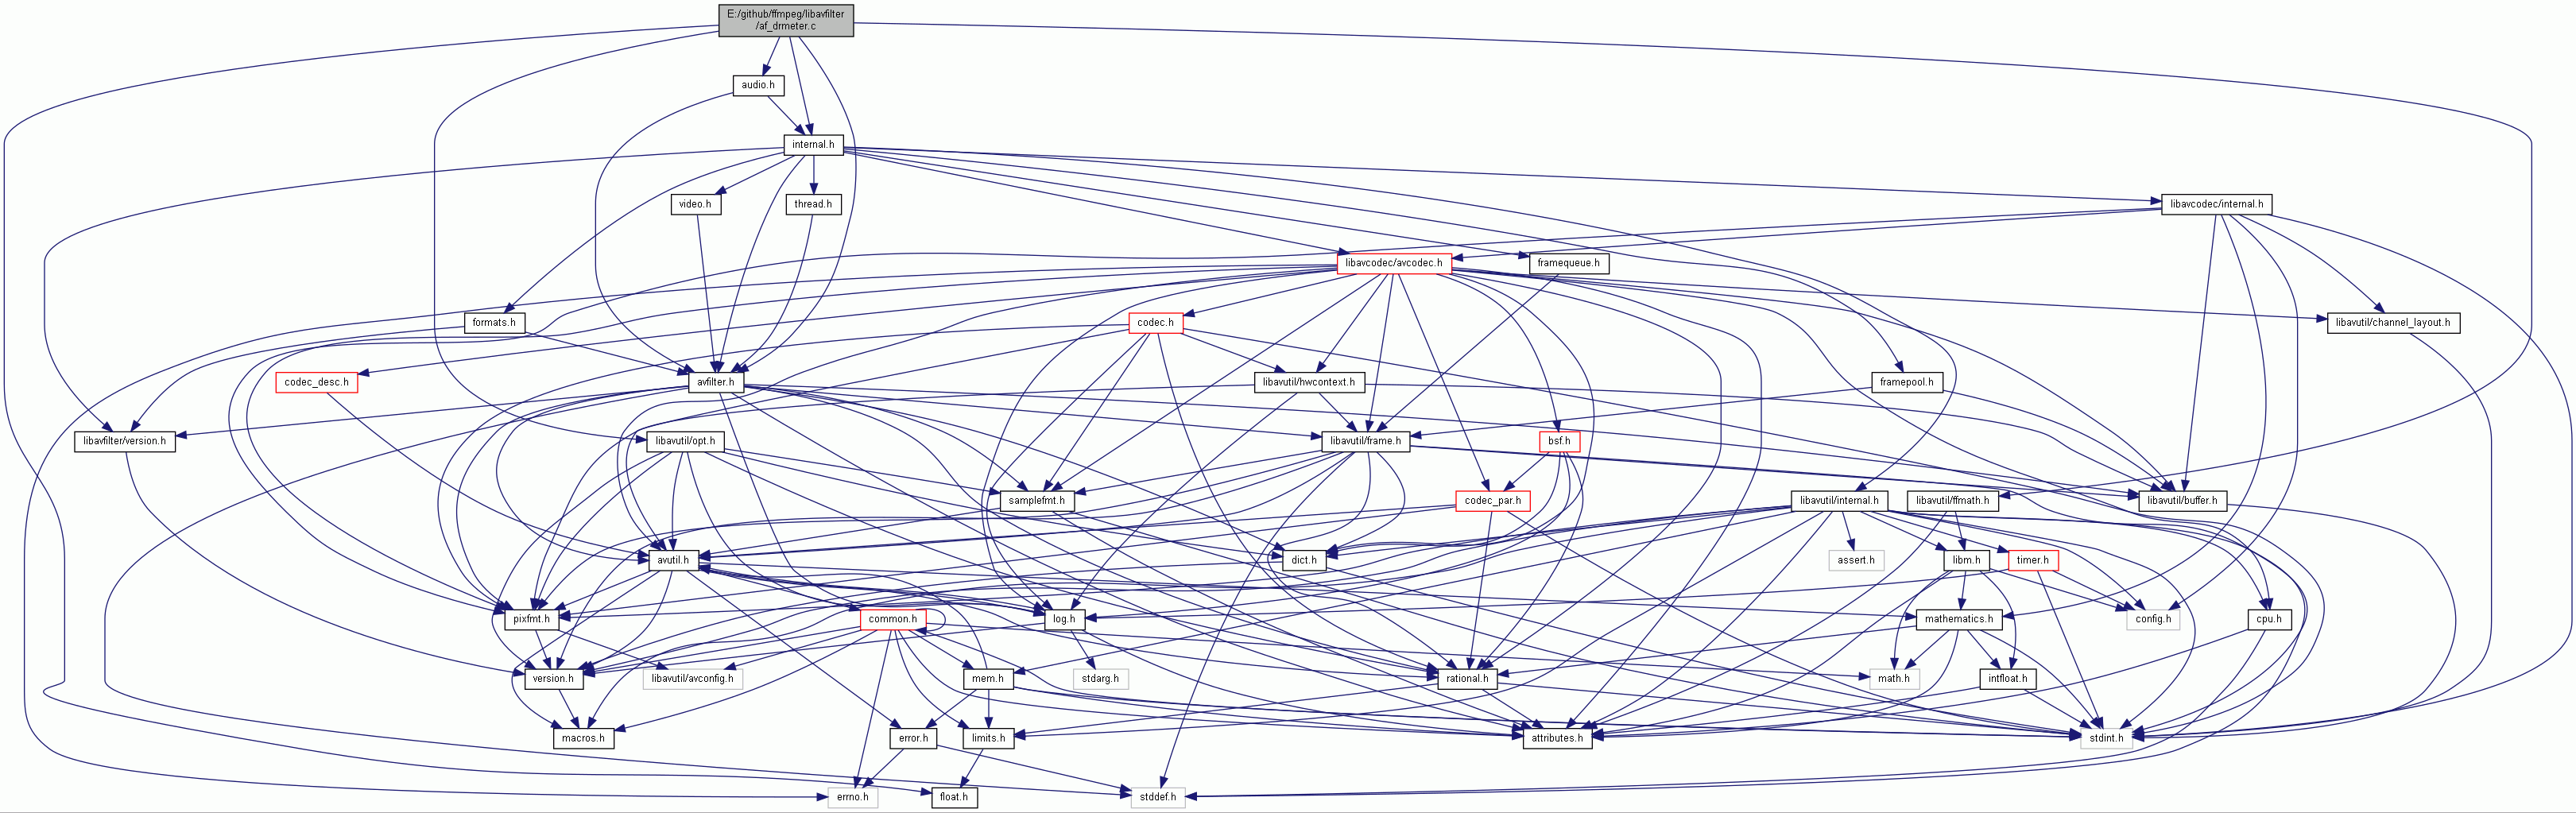 E:/github/ffmpeg/libavfilter
/af_drmeter.c
audio.h
internal.h
video.h
thread.h
libavcodec/internal.h
libavcodec/avcodec.h
framequeue.h
formats.h
codec.h
libavutil/channel_layout.h
codec_desc.h
avfilter.h
libavutil/hwcontext.h
framepool.h
libavfilter/version.h
libavutil/opt.h
libavutil/frame.h
bsf.h
samplefmt.h
codec_par.h
libavutil/internal.h
libavutil/ffmath.h
libavutil/buffer.h
avutil.h
dict.h
assert.h
libm.h
timer.h
pixfmt.h
common.h
log.h
mathematics.h
config.h
cpu.h
version.h
libavutil/avconfig.h
mem.h
stdarg.h
rational.h
math.h
intfloat.h
macros.h
error.h
limits.h
attributes.h
stdint.h
errno.h
float.h
stddef.h